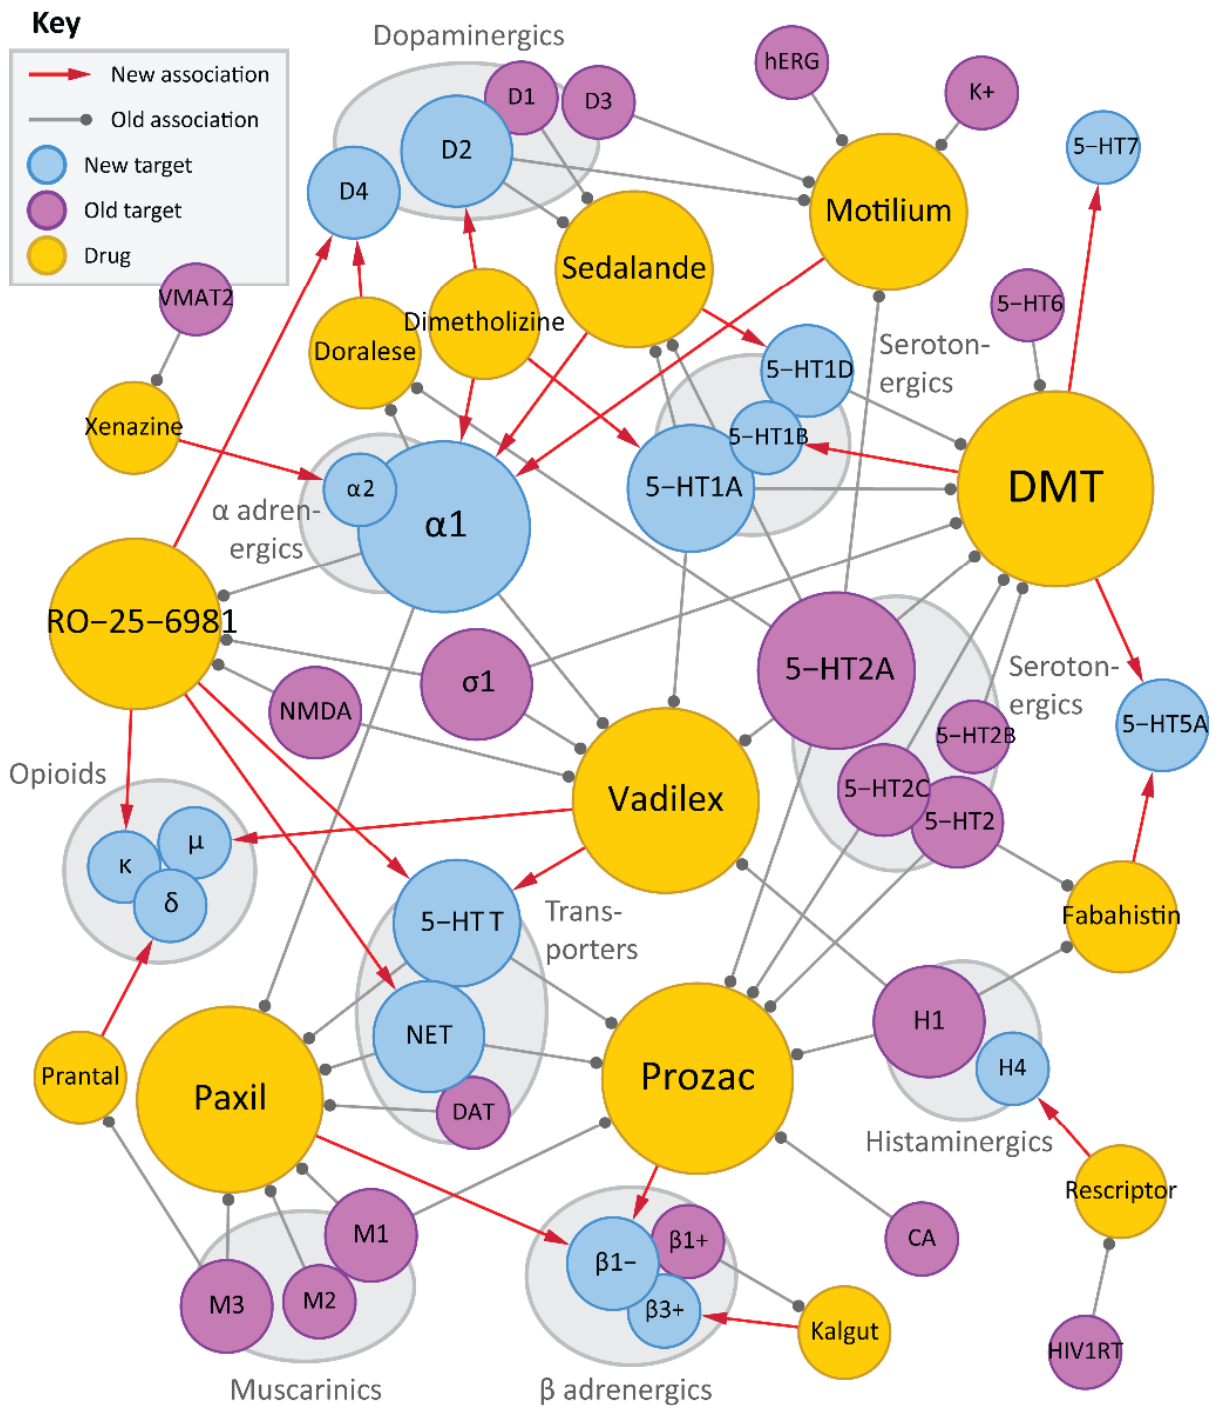 Key
New association
Old association
New target
Old target
Drug
Dopaminergics
D1
D3
D2
D4
hERG
K+
5−HT7
Motilium
Sedalande
VMAT2
Dimetholizine
Doralese
5−HT6
Seroton-
ergics
5−HT1D
5−HT1B
5−HT1A
Xenazine
α2
α1
α adren-
ergics
DMT
RO−25−6981
σ1
NMDA
5−HT2A
Seroton-
ergics
5−HT2B
5−HT2C
5−HT2
5−HT5A
Opioids
μ
κ
δ
Vadilex
Fabahistin
5−HTT
Trans-
porters
NET
DAT
H1
H4
Histaminergics
Prantal
Paxil
Prozac
Rescriptor
M1
M2
M3
Muscarinics
β1+
β1−
β3+
β adrenergics
CA
Kalgut
HIV1RT